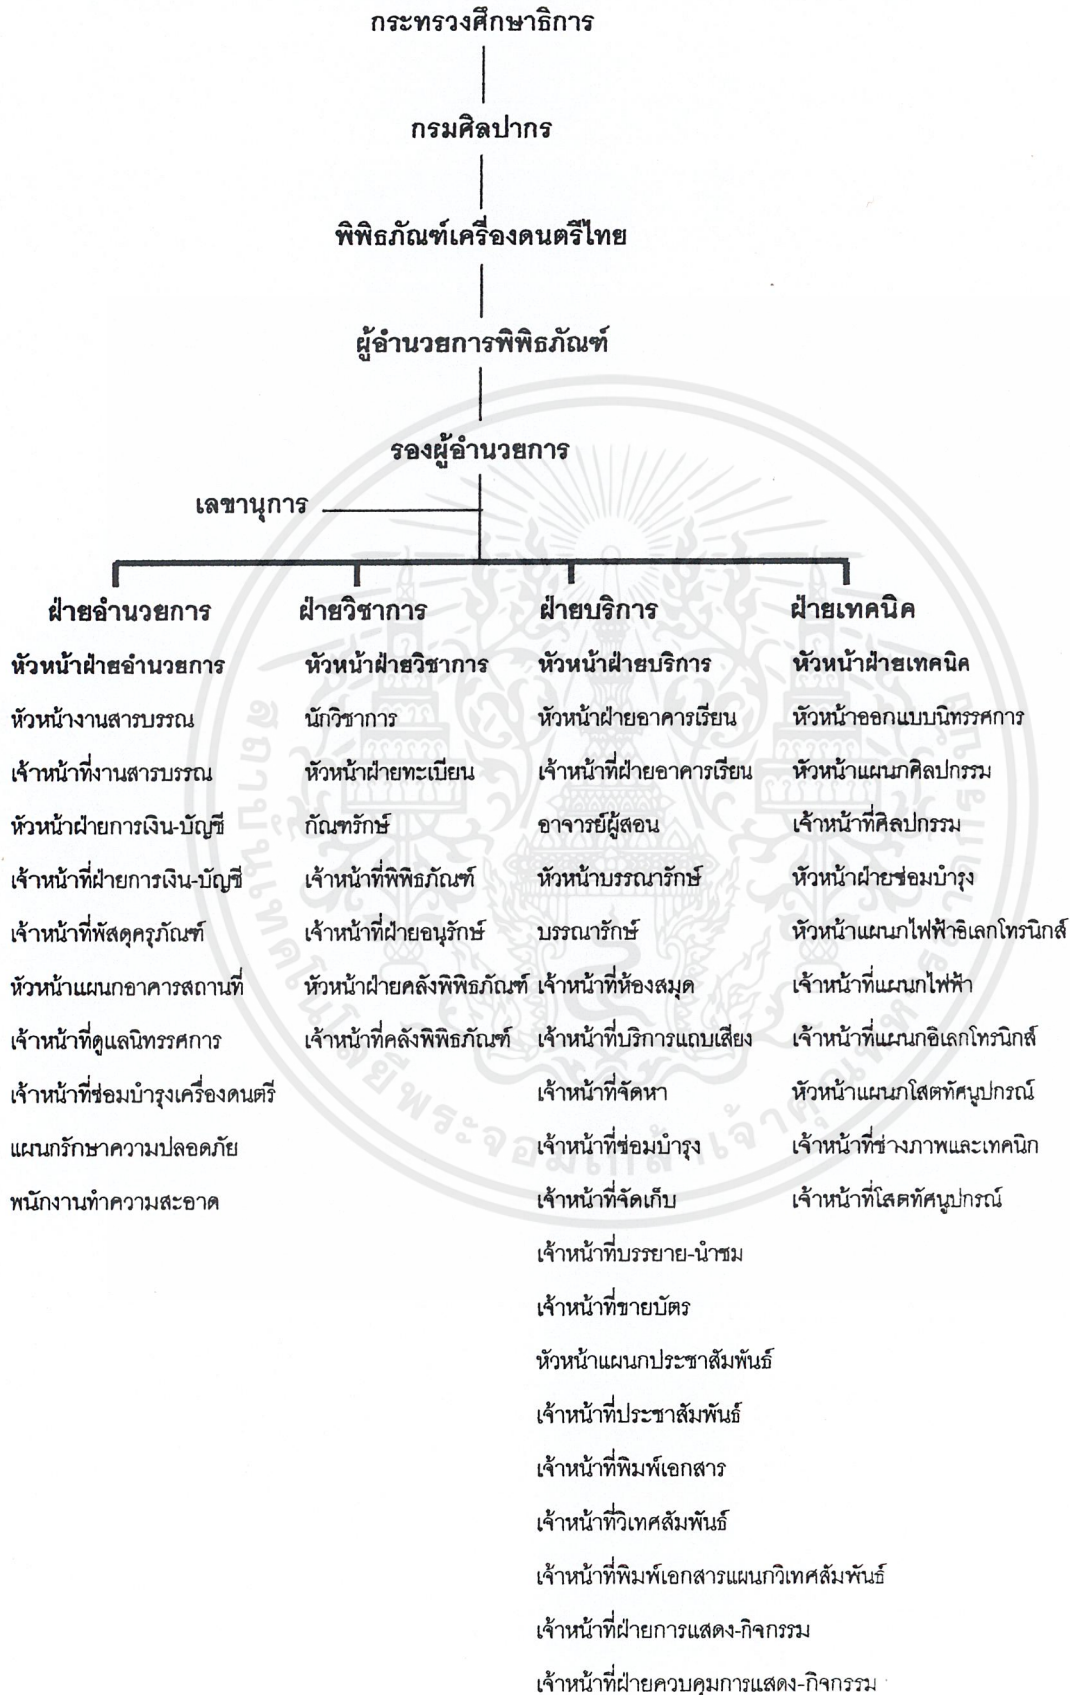 กระทรวงศึกษาธิการ
กรมศิลปากร
พิพิธภัณฑ์เครื่องดนตรีไทย
ผู้อำนวยการพิพิธภัณฑ์
รองผู้อำนวยการ
เลขานุการ
ฝ่ายอำนวยการ
หัวหน้าฝ่ายอำนวยการ
หัวหน้างานสารบรรณ
เจ้าหน้าที่งานสารบรรณ
หัวหน้าฝ่ายการเงิน-บัญชี
เจ้าหน้าที่ฝ่ายการเงิน-บัญชี
เจ้าหน้าที่พัสดุครุภัณฑ์
หัวหน้าแผนกอาคารสถานที่
เจ้าหน้าที่ดูแลนิทรรศการ
เจ้าหน้าที่ซ่อมบำรุงเครื่องดนตรี
แผนกรักษาความปลอดภัย
พนักงานทำความสะอาด
ฝ่ายวิชาการ
หัวหน้าฝ่ายวิชาการ
นักวิชาการ
หัวหน้าฝ่ายทะเบียน
ภัณฑรักษ์
เจ้าหน้าที่พิพิธภัณฑ์
เจ้าหน้าที่ฝ่ายอนุรักษ์
หัวหน้าฝ่ายคลังพิพิธภัณฑ์
เจ้าหน้าที่คลังพิพิธภัณฑ์
ฝ่ายบริการ
หัวหน้าฝ่ายบริการ
หัวหน้าฝ่ายอาคารเรียน
เจ้าหน้าที่ฝ่ายอาคารเรียน
อาจารย์ผู้สอน
หัวหน้าบรรณารักษ์
บรรณารักษ์
เจ้าหน้าที่ห้องสมุด
เจ้าหน้าที่บริการแถบเสียง
เจ้าหน้าที่จัดหา
เจ้าหน้าที่ซ่อมบำรุง
เจ้าหน้าที่จัดเก็บ
เจ้าหน้าที่บรรยาย-นำชม
เจ้าหน้าที่ขายบัตร
หัวหน้าแผนกประชาสัมพันธ์
เจ้าหน้าที่ประชาสัมพันธ์
เจ้าหน้าที่พิมพ์เอกสาร
เจ้าหน้าที่วิเทศสัมพันธ์
เจ้าหน้าที่พิมพ์เอกสารแผนกวิเทศสัมพันธ์
เจ้าหน้าที่ฝ่ายการแสดง-กิจกรรม
เจ้าหน้าที่ฝ่ายควบคุมการแสดง-กิจกรรม
ฝ่ายเทคนิค
หัวหน้าฝ่ายเทคนิค
หัวหน้าออกแบบนิทรรศการ
หัวหน้าแผนกศิลปกรรม
เจ้าหน้าที่ศิลปกรรม
หัวหน้าฝ่ายซ่อมบำรุง
หัวหน้าแผนกไฟฟ้าอิเลกโทรนิกส์
เจ้าหน้าที่แผนกไฟฟ้า
เจ้าหน้าที่แผนกอิเลกโทรนิกส์
หัวหน้าแผนกโสตทัศนูปกรณ์
เจ้าหน้าที่ช่างภาพและเทคนิก
เจ้าหน้าที่โสตทัศนูปกรณ์
สถาบันเทคโนโลยีพระจอมเกล้าเจ้าคุณทหารลาดกระบัง